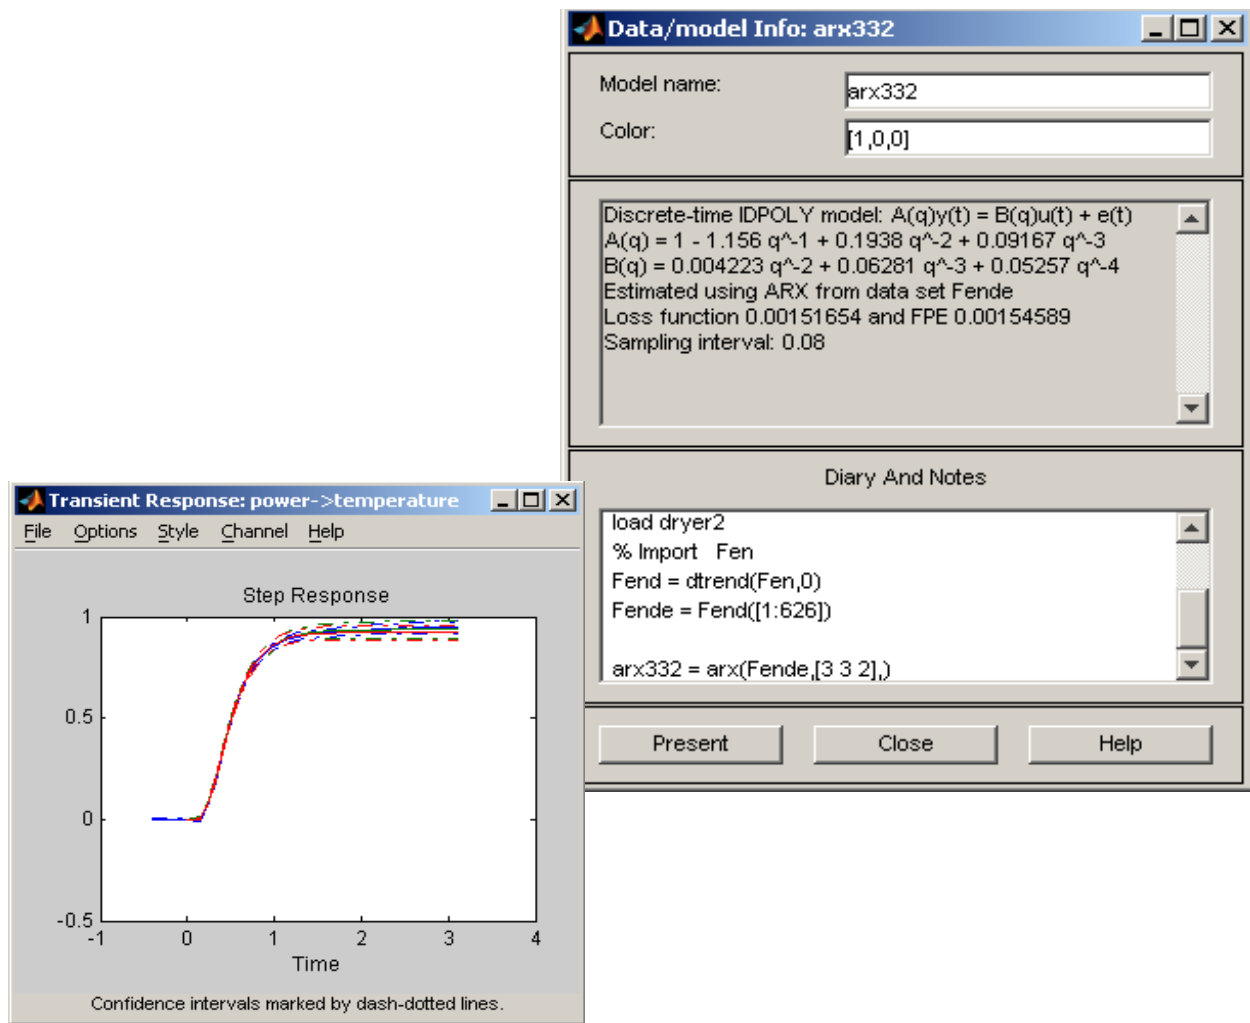 Data/model Info: arx332
Model name:
arx332
Color:
[1,0,0]
Discrete-time IDPOLY model: A(q)y(t) = B(q)u(t) + e(t)
A(q) = 1 - 1.156 q^-1 + 0.1938 q^-2 + 0.09167 q^-3
B(q) = 0.004223 q^-2 + 0.06281 q^-3 + 0.05257 q^-4
Estimated using ARX from data set Fende
Loss function 0.00151654 and FPE 0.00154589
Sampling interval: 0.08
Diary And Notes
load dryer2
% Import   Fen
Fend = dtrend(Fen,0)
Fende = Fend([1:626])
arx332 = arx(Fende,[3 3 2],)
Present Close Help
Transient Response: power->temperature
File Options Style Channel Help
Step Response
1
0.5
0
-0.5
-1 0 1 2 3 4
Time
Confidence intervals marked by dash-dotted lines.